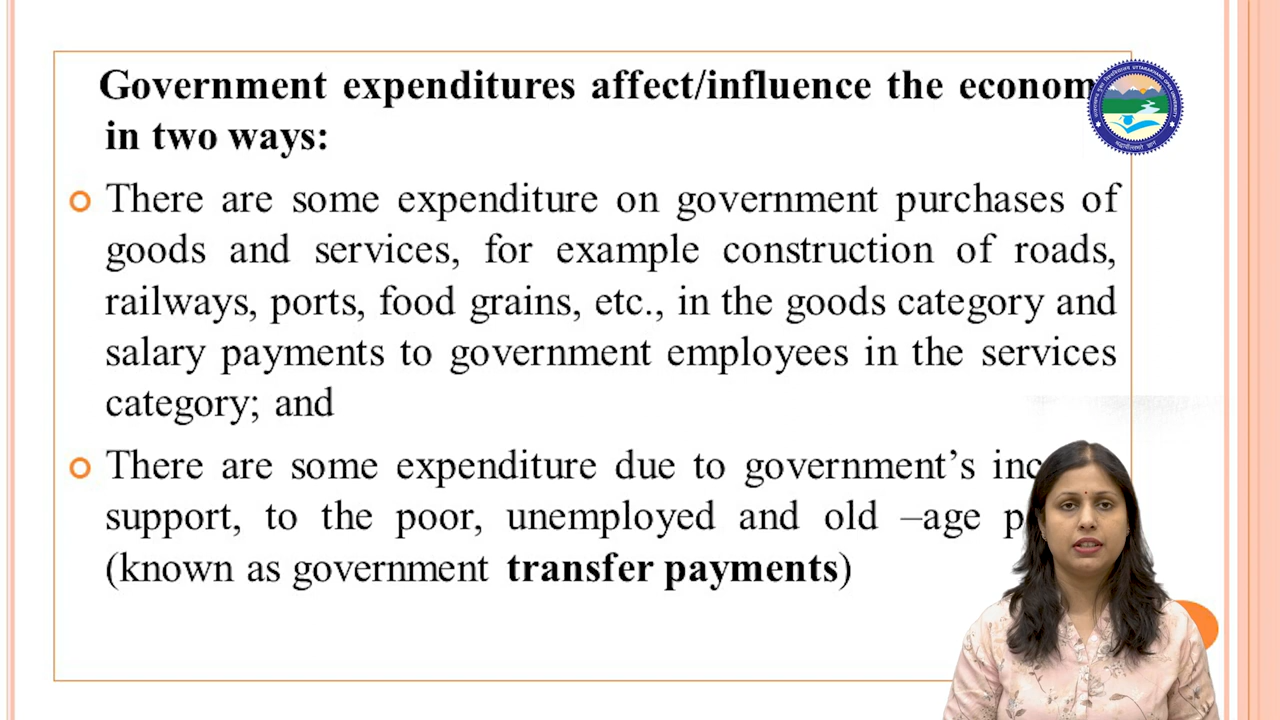 Government expenditures affect/influence the econom
in two ways:
There are some expenditure on government purchases of
goods and services, for example construction of roads,
railways, ports, food grains, etc., in the goods category and
salary payments to government employees in the services
category; and
There are some expenditure due to government's inc
support, to the poor, unemployed and old –age p
(known as government transfer payments)